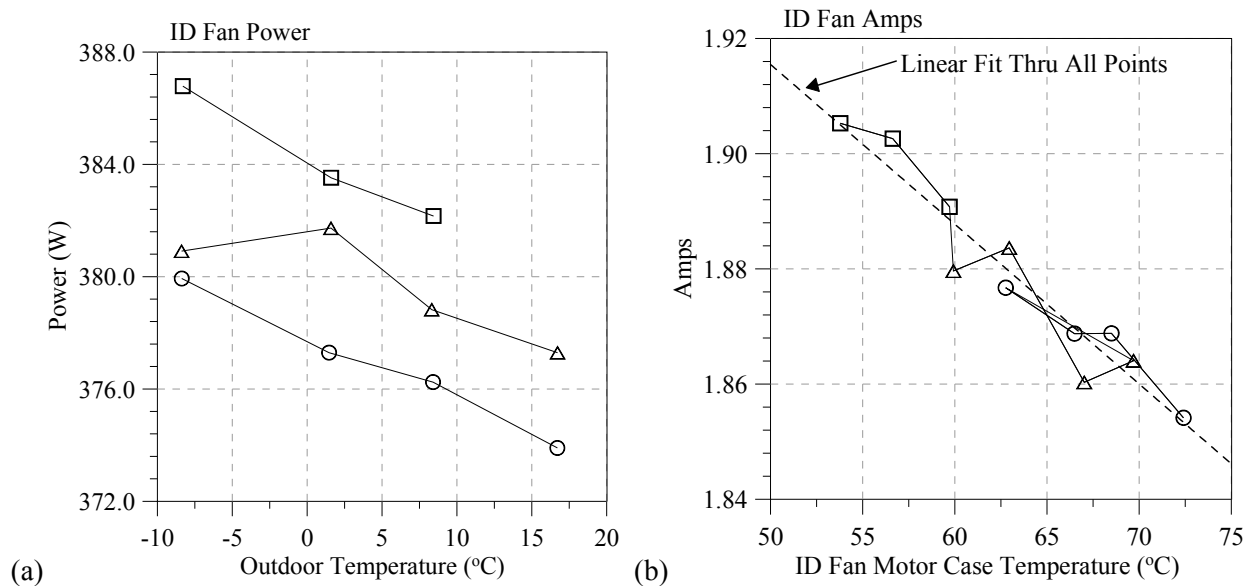 ID Fan Power
388.0
384.0
380.0
376.0
372.0
Power (W)
-10 -5 0 5 10 15 20
Outdoor Temperature (ºC)
(a)
ID Fan Amps
1.92
1.90
1.88
1.86
1.84
Amps
Linear Fit Thru All Points
50 55 60 65 70 75
ID Fan Motor Case Temperature (ºC)
(b)